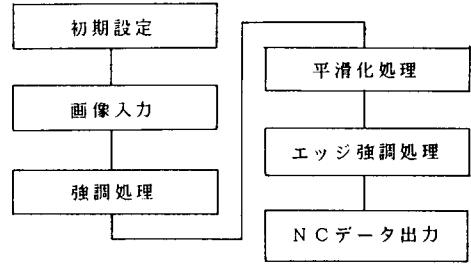 初期設定
画像入力
強調処理
平滑化処理
エッジ強調処理
NCデータ出力